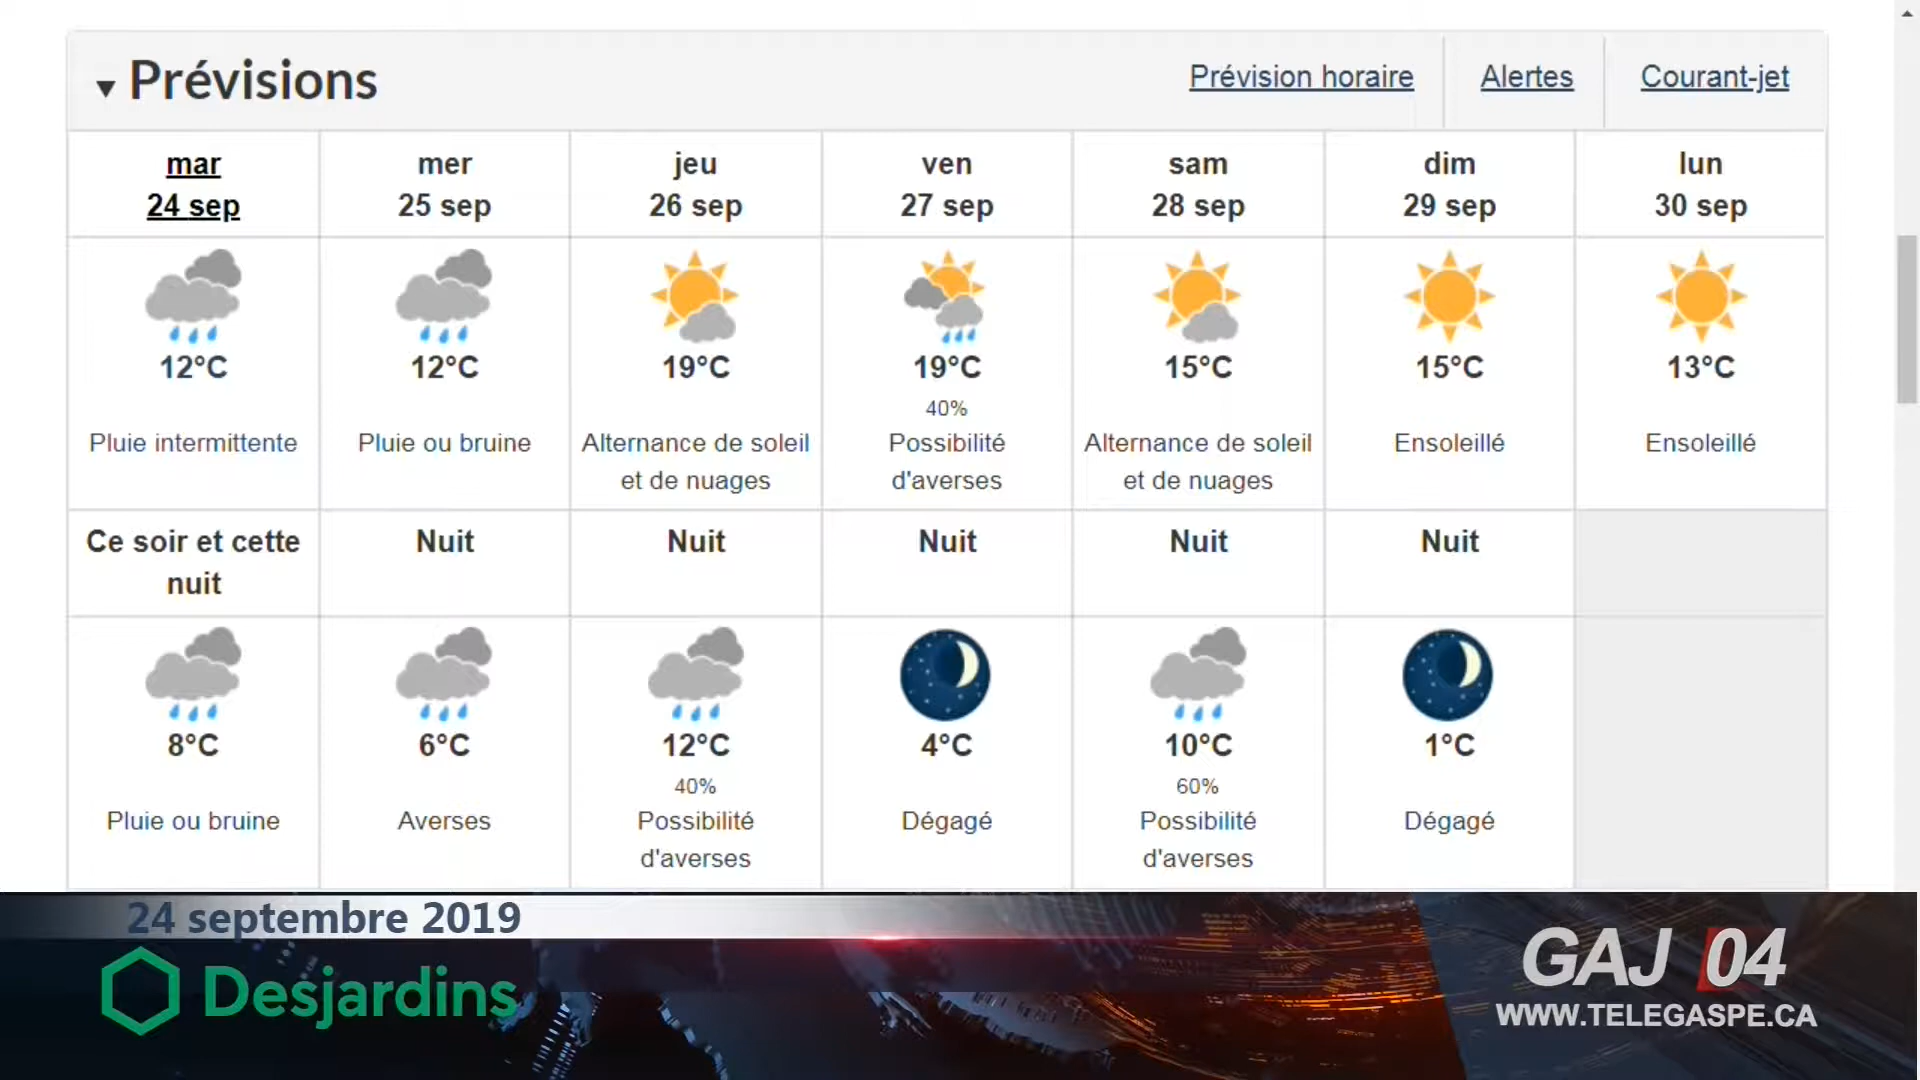 Prévisions
Prévision horaire
Alertes
Courant-jet
mar
24 sep
mer
25 sep
jeu
26 sep
ven
27 sep
sam
28 sep
dim
29 sep
lun
30 sep
12°C
Pluie intermittente
12°C
Pluie ou bruine
19°C
Alternance de soleil
et de nuages
19°C
40%
Possibilité
d'averses
15°C
Alternance de soleil
et de nuages
15°C
Ensoleillé
13°C
Ensoleillé
Ce soir et cette
nuit
Nuit
Nuit
Nuit
Nuit
Nuit
8°C
Pluie ou bruine
6°C
Averses
12°C
40%
Possibilité
d'averses
4°C
Dégagé
10°C
60%
Possibilité
d'averses
1°C
Dégagé
24 septembre 2019
Desjardins
GAJ 04
WWW.TELEGASPE.CA